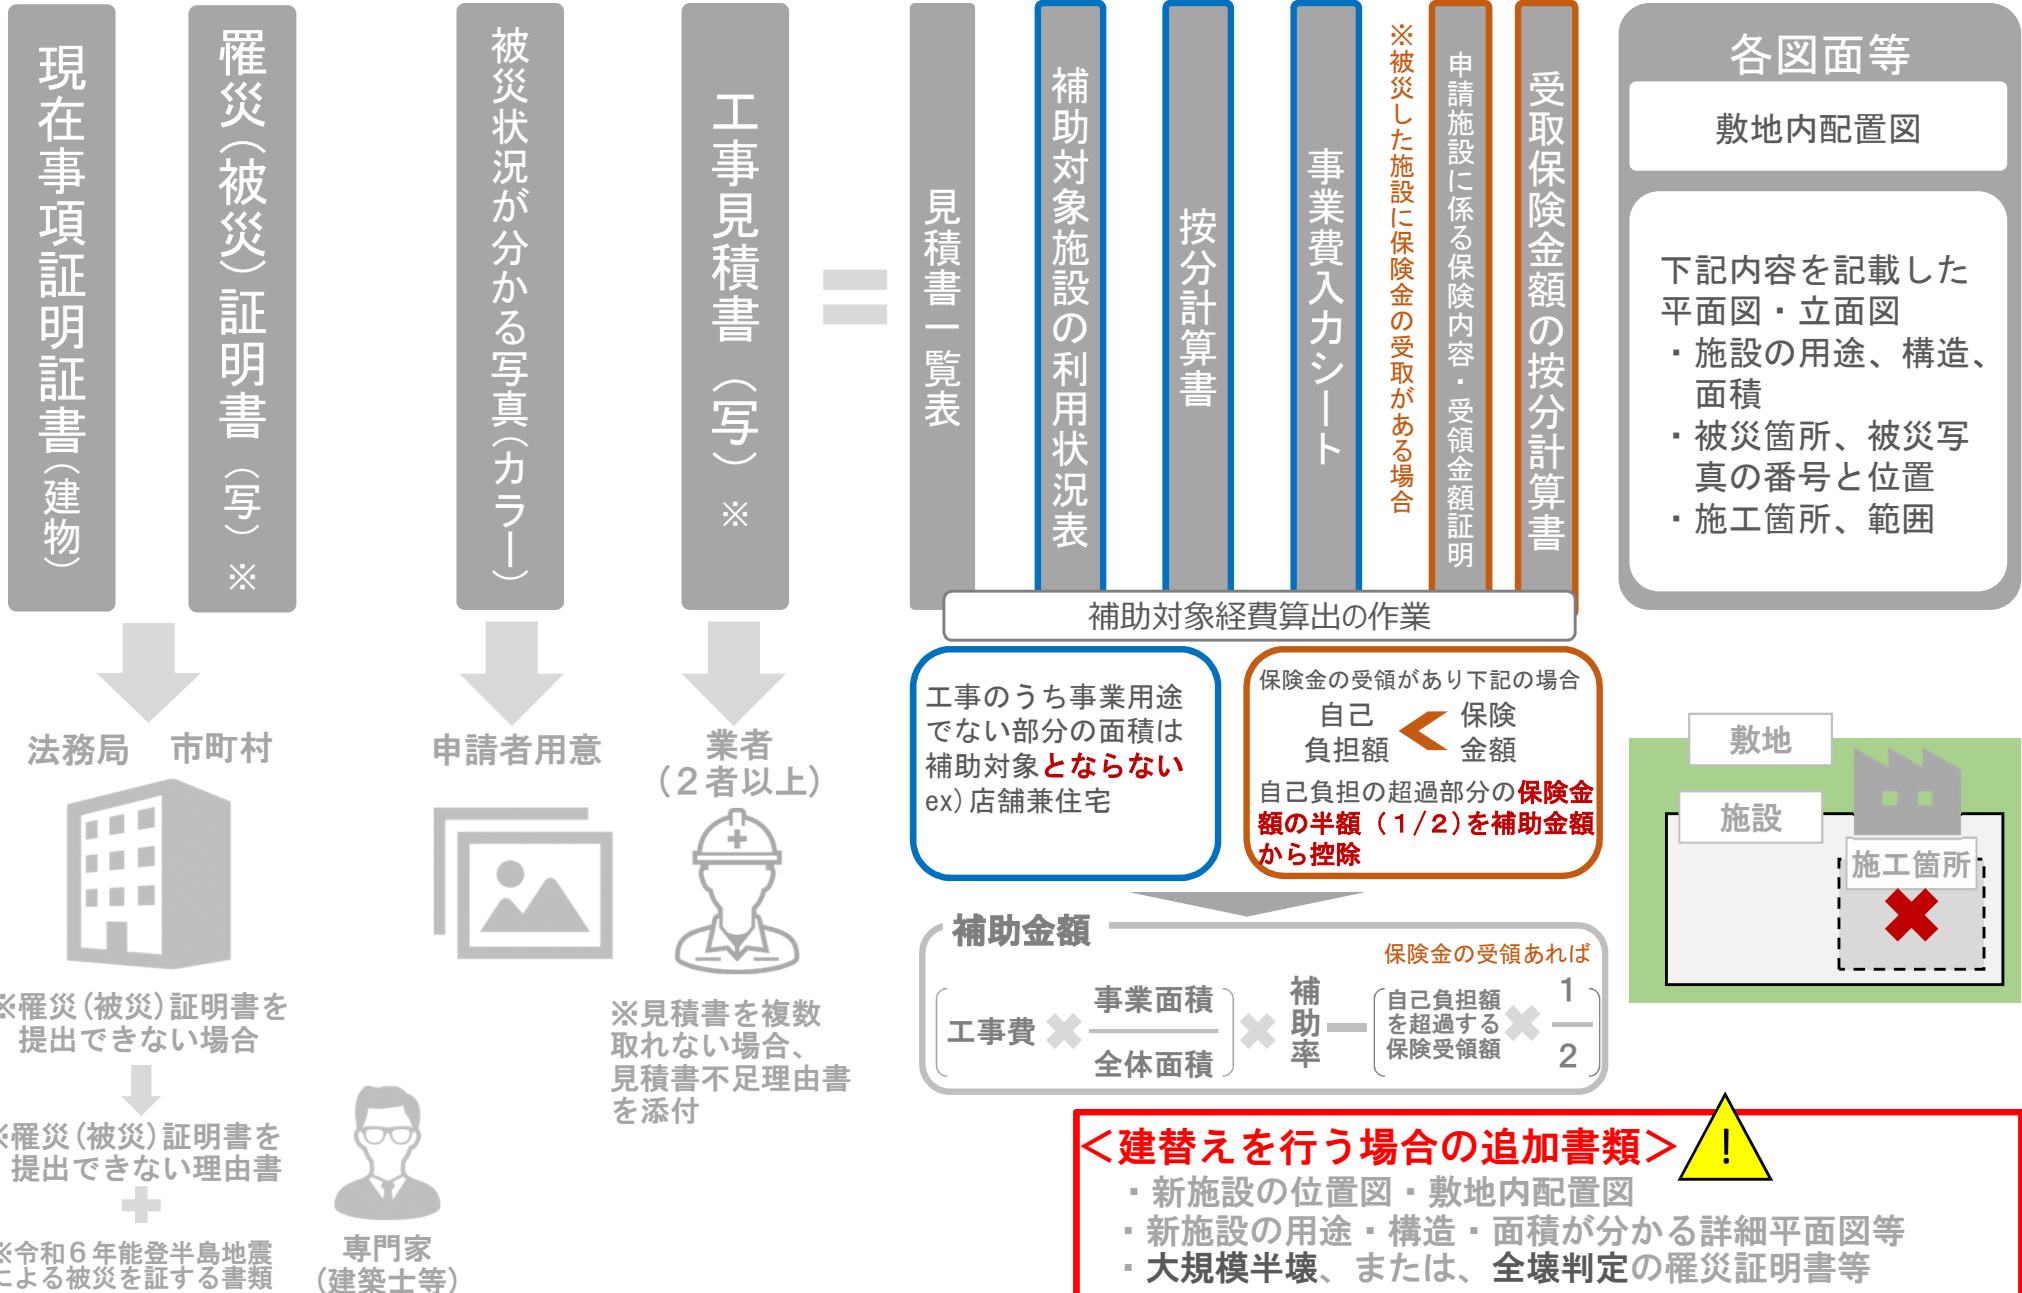 現在事項証明証書（建物）
罹災（被災）証明書（写）※
被災状況が分かる写真（カラー）
工事見積書（写）※
見積書一覧表
補助対象施設の利用状況表
按分計算書
事業費入力シート
※被災した施設に保険金の受取がある場合
申請施設に係る保険内容・受領金額証明
受取保険金額の按分計算書
各図面等
敷地内配置図
下記内容を記載した
平面図・立面図
・施設の用途、構造、
面積
・被災箇所、被災写
真の番号と位置
・施工箇所、範囲
補助対象経費算出の作業
法務局
市町村
申請者用意
業者
（２者以上）
工事のうち事業用途
でない部分の面積は
補助対象とならない
ex)店舗兼住宅
保険金の受領があり下記の場合
自己
負担額
保険
金額
自己負担の超過部分の保険金
額の半額（１/２）を補助金額
から控除
敷地
施設
施工箇所
補助金額
保険金の受領あれば
工事費
事業面積
全体面積
補助率
自己負担額
を超過する
保険受領額
1
2
※罹災（被災）証明書を
提出できない場合
※罹災（被災）証明書を
提出できない理由書
※令和６年能登半島地震
による被災を証する書類
専門家
（建築士等）
※見積書を複数
取れない場合、
見積書不足理由書
を添付
＜建替えを行う場合の追加書類＞
!
・新施設の位置図・敷地内配置図
・新施設の用途・構造・面積が分かる詳細平面図等
・大規模半壊、または、全壊判定の罹災証明書等